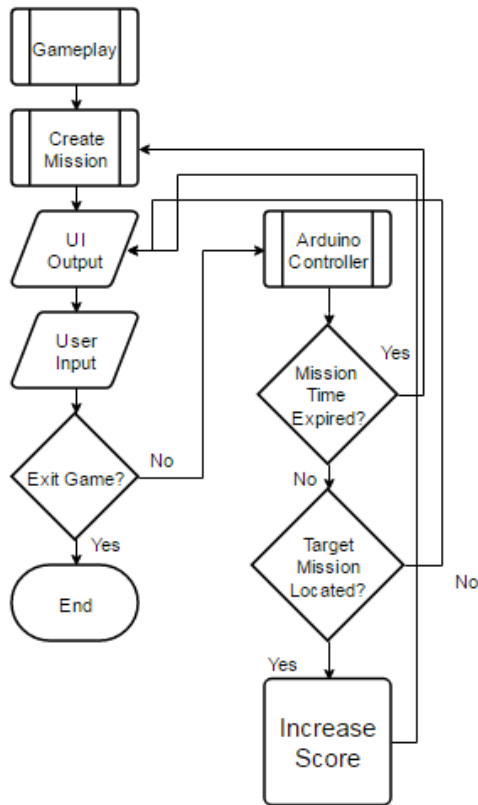 Gameplay
Create
Mission
UI
Output
User
Input
Exit Game?
No
Yes
End
Arduino
Controller
Yes
Mission
Time
Expired?
No
Target
Mission
Located?
No
Yes
Increase
Score